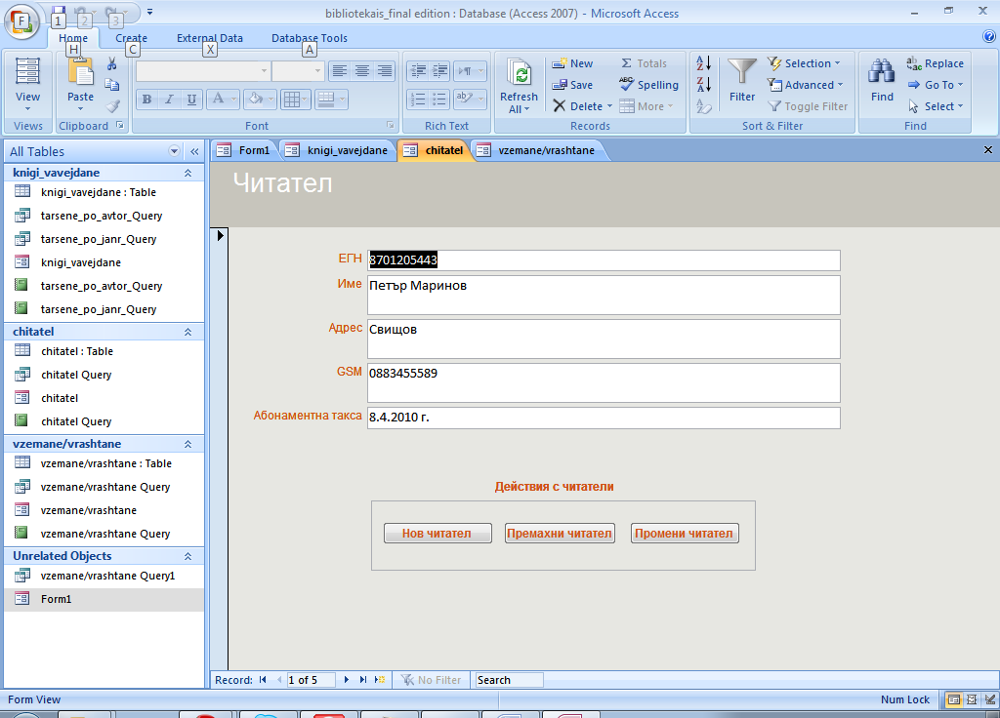 bibliotekais_final edition : Database (Access 2007) - Microsoft Access
1 2 3
Home Create External Data Database Tools
H C X A
View Paste Refresh All Filter Find
New Totals Selection Replace
Save Spelling Advanced Go To
Delete More Toggle Filter Select
Views Clipboard Font Rich Text Records Sort & Filter Find
All Tables
Form1 knigi_vavejdane chitatel vzemane/vrashtane
knigi_vavejdane
knigi_vavejdane : Table
tarsene_po_avtor_Query
tarsene_po_janr_Query
knigi_vavejdane
tarsene_po_avtor_Query
tarsene_po_janr_Query
chitatel
chitatel : Table
chitatel Query
chitatel
chitatel Query
vzemane/vrashtane
vzemane/vrashtane : Table
vzemane/vrashtane Query
vzemane/vrashtane
vzemane/vrashtane Query
Unrelated Objects
vzemane/vrashtane Query1
Form1
Читател
ЕГН 8701205443
Име Петър Маринов
Адрес Свищов
GSM 0883455589
Абонаментна такса 8.4.2010 г.
Действия с читатели
Нов читател Премахни читател Промени читател
Record: 1 of 5 No Filter Search
Form View Num Lock